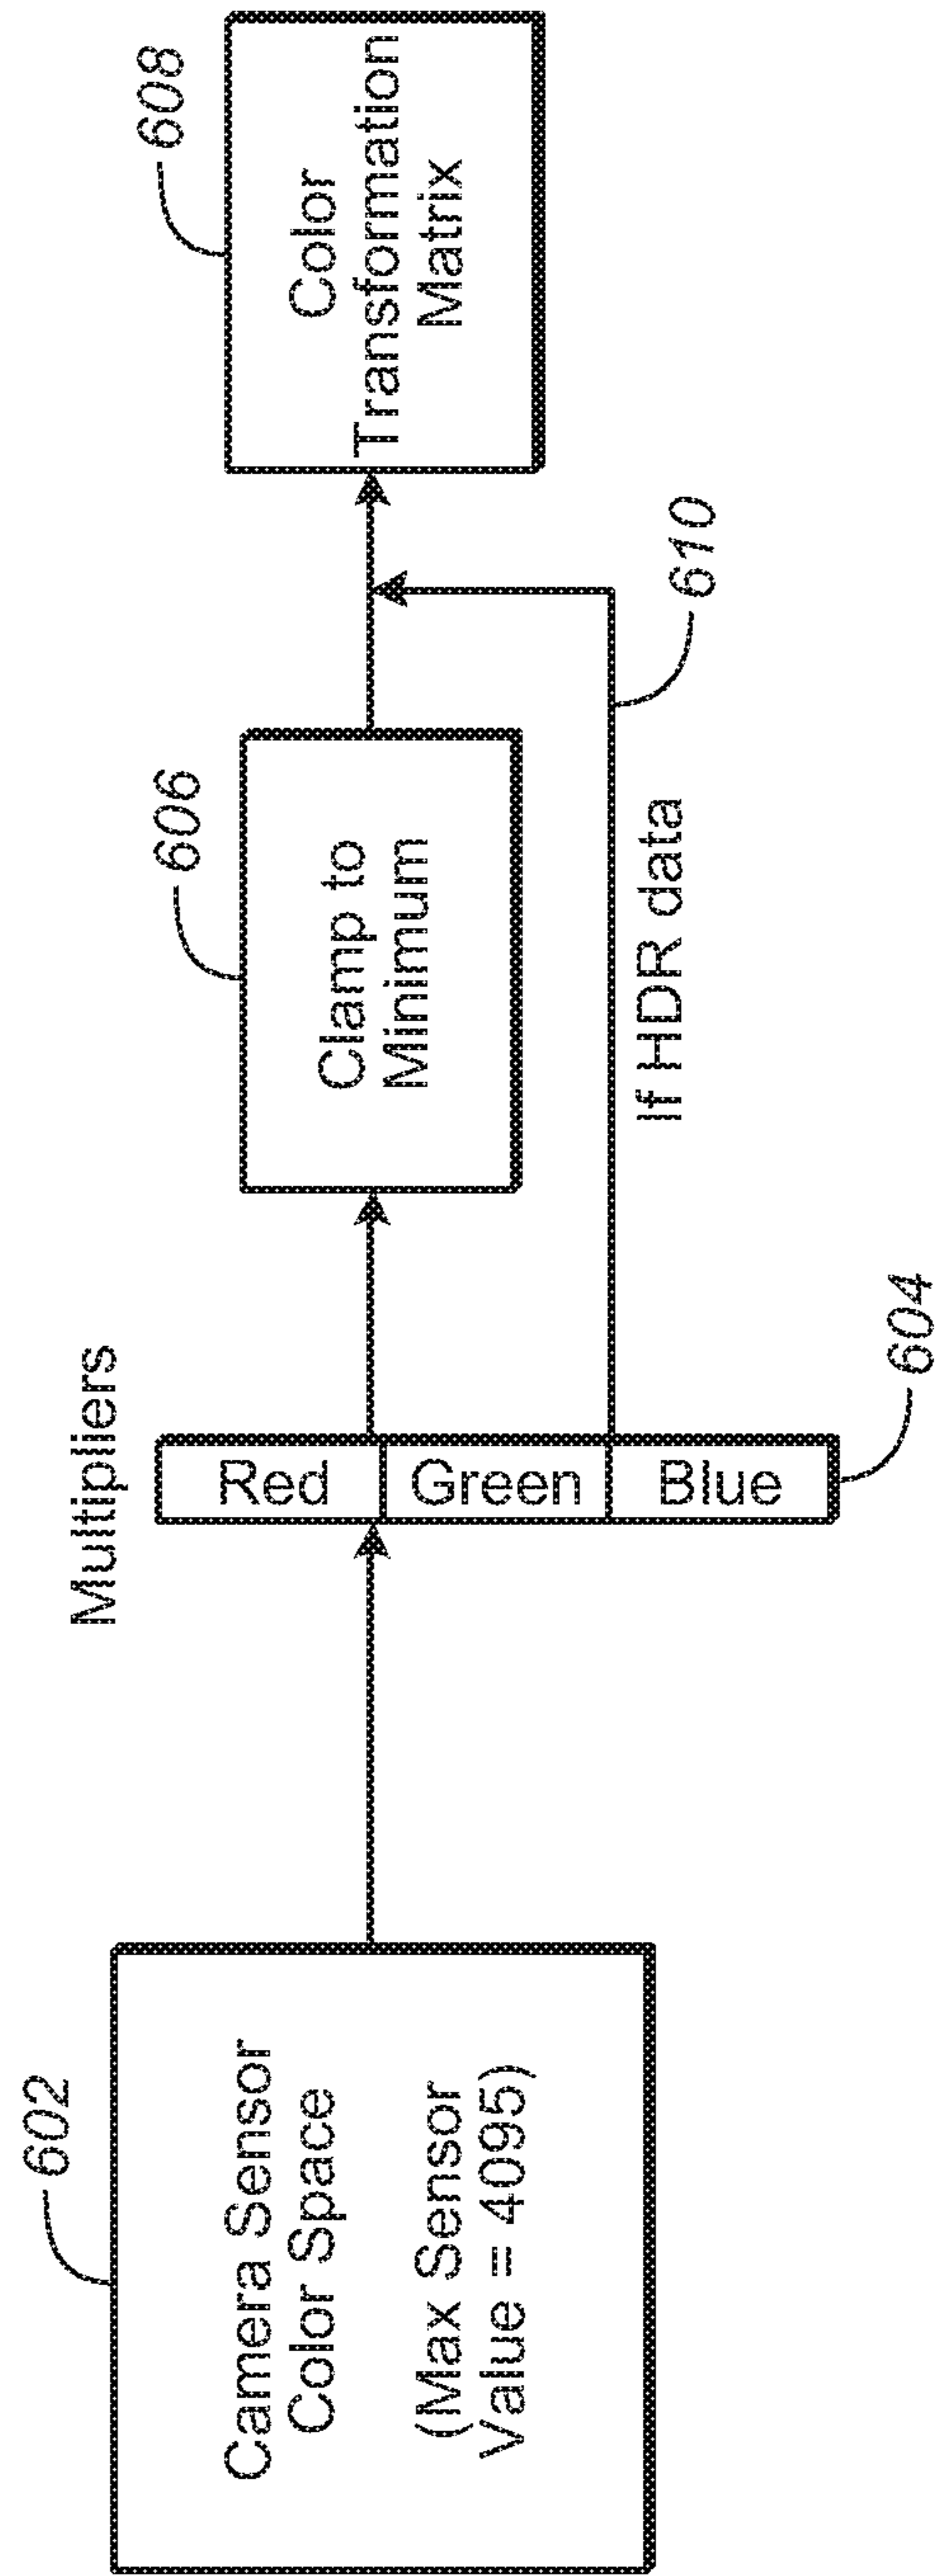 602
Camera Sensor
Color Space
(Max Sensor
Value = 4095)
Multipliers
Red
Green
Blue
604
606
Clamp to
Minimum
If HDR data
610
608
Color
Transformation
Matrix